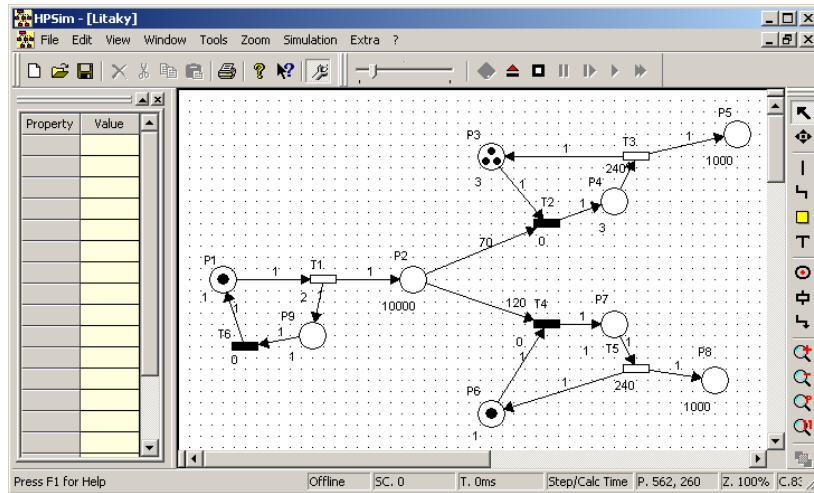 HPSim - [Litaky]
File Edit View Window Tools Zoom Simulation Extra ?
Property Value
P5
P3
1
T3
1
1000
240
1
P4
3
T2
1
0
3
70
P2
P1
T1
1
1
10000
1
1
2
P9
T6
1
0
1
120
T4
P7
1
0
1
1
T5
1
P8
1
1
240
1000
P6
1
Press F1 for Help
Offline
SC. 0
T. 0ms
Step/Calc Time
P. 562, 260
Z. 100%